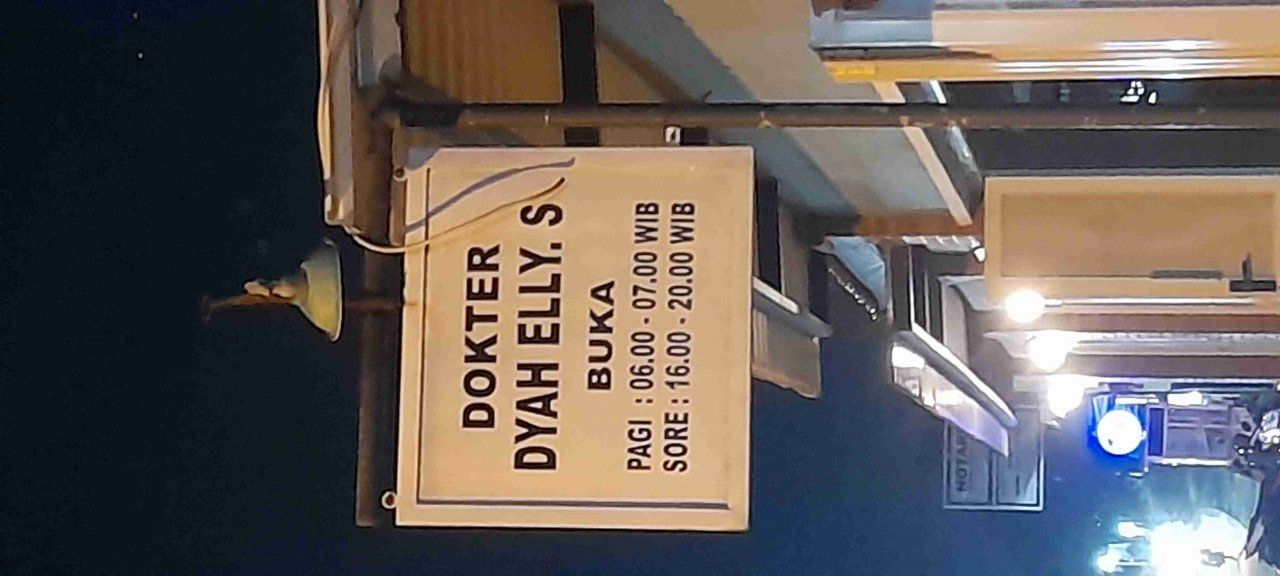 DOKTER
DYAH ELLY. S
BUKA
PAGI : 06.00 - 07.00 WIB
SORE : 16.00 - 20.00 WIB